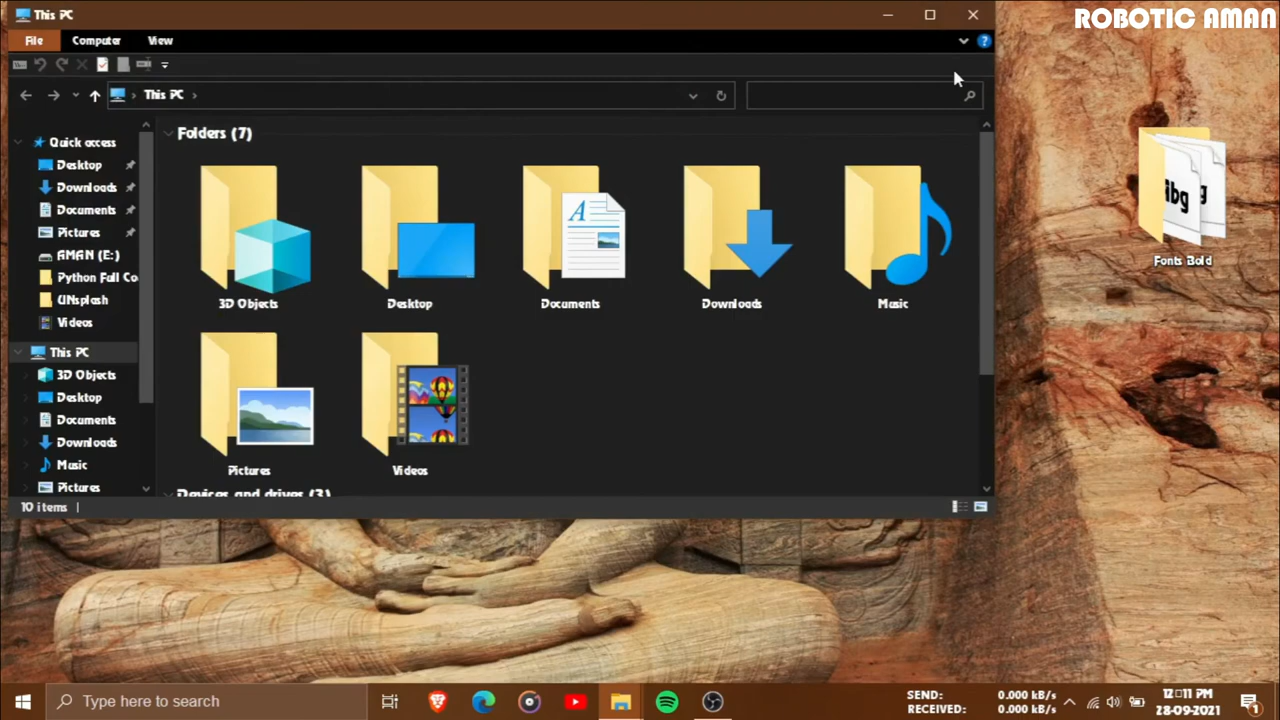 ROBOTIC AMAN
This PC
File Computer View
This PC
Quick access
Desktop
Downloads
Documents
Pictures
AMAN (E:)
Python Full Co
UNsplash
Videos
This PC
3D Objects
Desktop
Documents
Downloads
Music
Pictures
Folders (7)
3D Objects Desktop Documents Downloads Music
Pictures Videos
Devices and drives (3)
10 items
Fonts Bold
Type here to search
SEND: 0.000 kB/s
RECEIVED: 0.000 kB/s
12□11 PM
28-09-2021